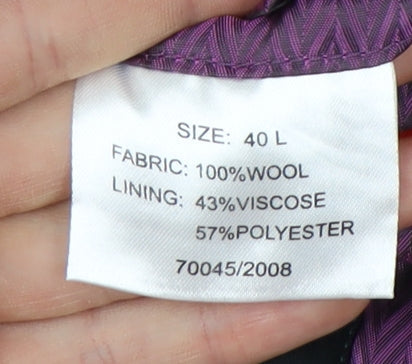 SIZE: 40 L
FABRIC: 100%WOOL
LINING: 43%VISCOSE
57%POLYESTER
70045/2008